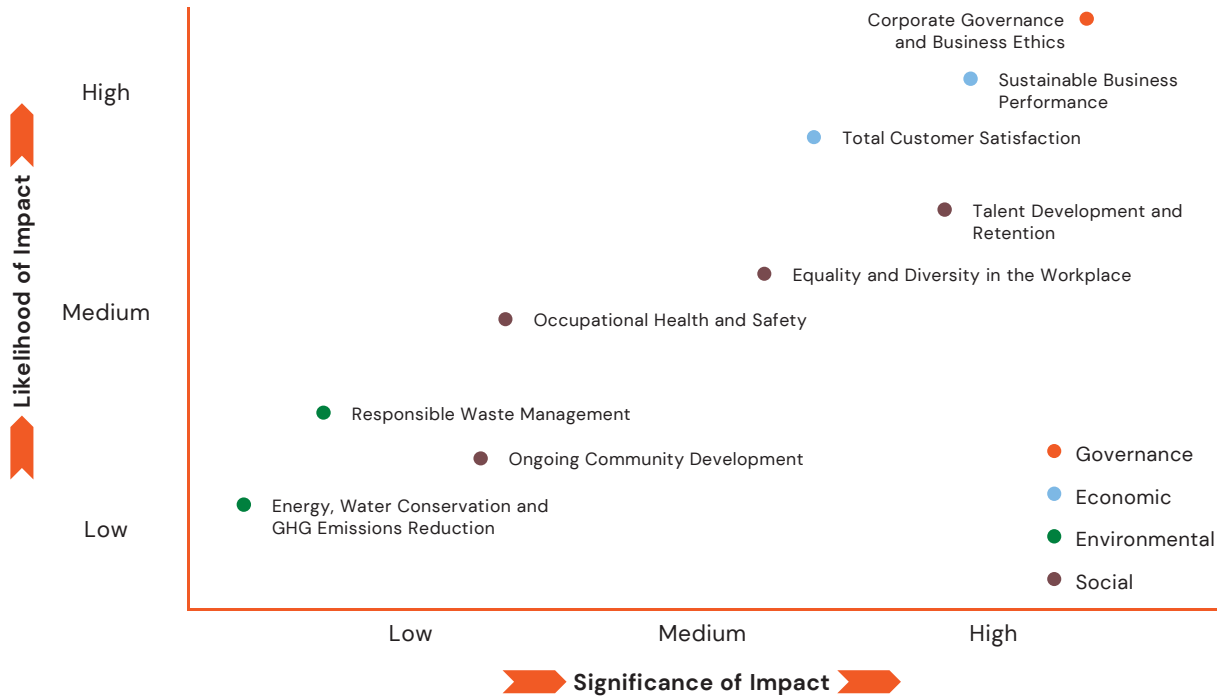 Corporate Governance
and Business Ethics
Sustainable Business
Performance
High
Total Customer Satisfaction
Talent Development and
Retention
Equality and Diversity in the Workplace
Likelihood of Impact
Medium
Occupational Health and Safety
Responsible Waste Management
Ongoing Community Development
Energy, Water Conservation and
GHG Emissions Reduction
Low
Governance
Economic
Environmental
Social
Low
Medium
High
Significance of Impact